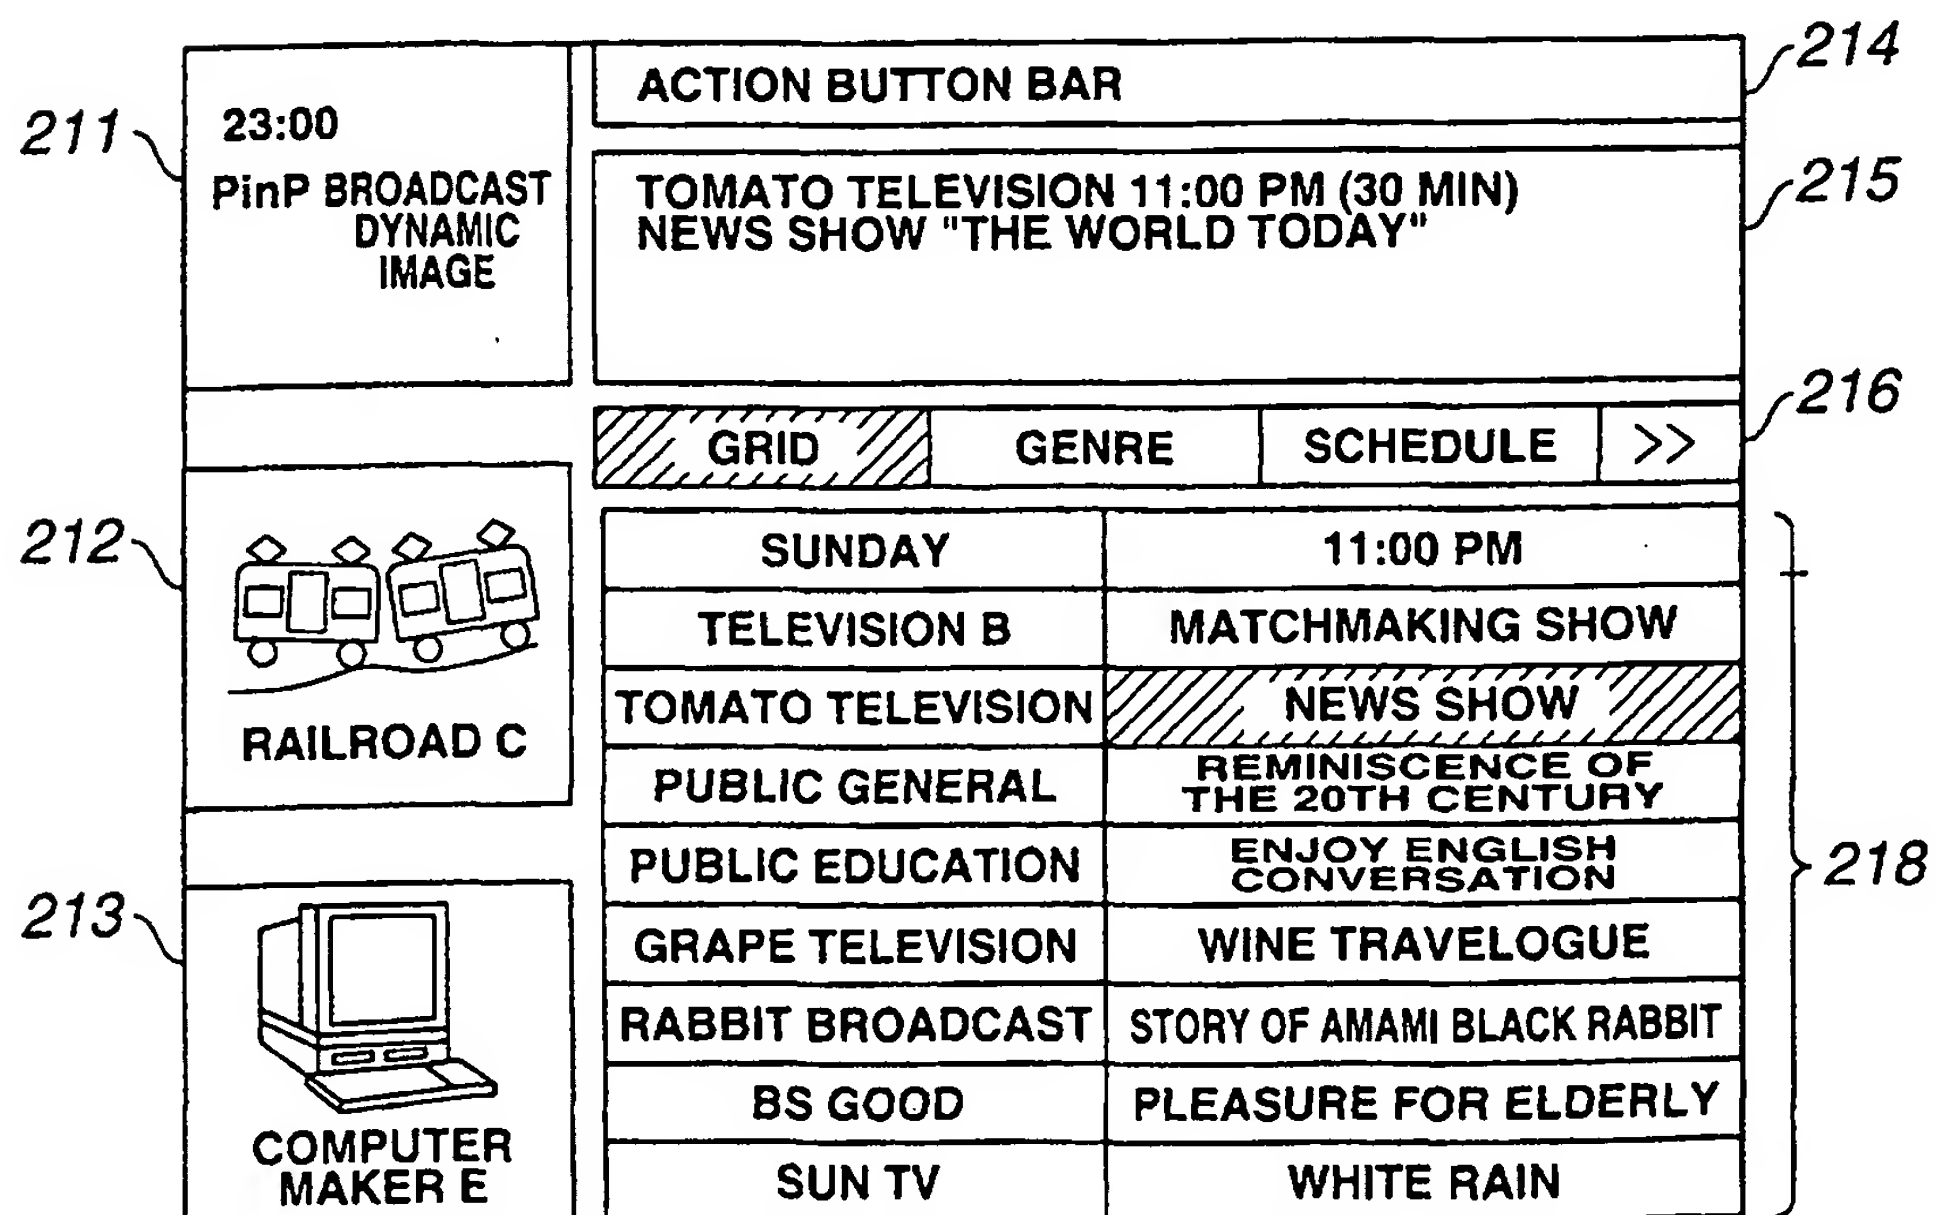 214
ACTION BUTTON BAR
211
23:00
PinP BROADCAST
DYNAMIC
IMAGE
215
TOMATO TELEVISION 11:00 PM (30 MIN)
NEWS SHOW "THE WORLD TODAY"
216
GRID GENRE SCHEDULE >>
212
RAILROAD C
213
COMPUTER
MAKER E
SUNDAY 11:00 PM
TELEVISION B MATCHMAKING SHOW
TOMATO TELEVISION NEWS SHOW
PUBLIC GENERAL REMINISCENCE OF
THE 20TH CENTURY
PUBLIC EDUCATION ENJOY ENGLISH
CONVERSATION
GRAPE TELEVISION WINE TRAVELOGUE
RABBIT BROADCAST STORY OF AMAMI BLACK RABBIT
BS GOOD PLEASURE FOR ELDERLY
SUN TV WHITE RAIN
218